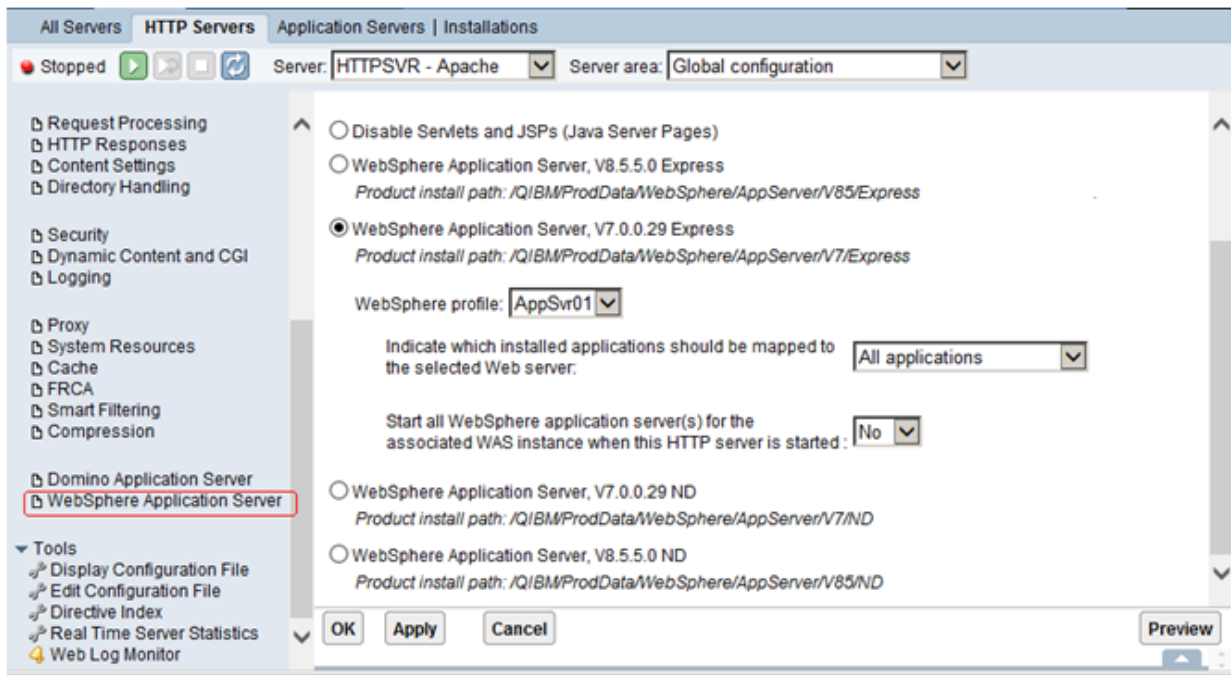 All Servers HTTP Servers Application Servers | Installations
Stopped Server: HTTPSVR - Apache Server area: Global configuration
Request Processing
HTTP Responses
Content Settings
Directory Handling
Security
Dynamic Content and CGI
Logging
Proxy
System Resources
Cache
FRCA
Smart Filtering
Compression
Domino Application Server
WebSphere Application Server
Tools
Display Configuration File
Edit Configuration File
Directive Index
Real Time Server Statistics
Web Log Monitor
Disable Servlets and JSPs (Java Server Pages)
WebSphere Application Server, V8.5.5.0 Express
Product install path: /QIBM/ProdData/WebSphere/AppServer/V85/Express
WebSphere Application Server, V7.0.0.29 Express
Product install path: /QIBM/ProdData/WebSphere/AppServer/V7/Express
WebSphere profile: AppSvr01
Indicate which installed applications should be mapped to
the selected Web server:
All applications
Start all WebSphere application server(s) for the
associated WAS instance when this HTTP server is started :
No
WebSphere Application Server, V7.0.0.29 ND
Product install path: /QIBM/ProdData/WebSphere/AppServer/V7/ND
WebSphere Application Server, V8.5.5.0 ND
Product install path: /QIBM/ProdData/WebSphere/AppServer/V85/ND
OK Apply Cancel Preview